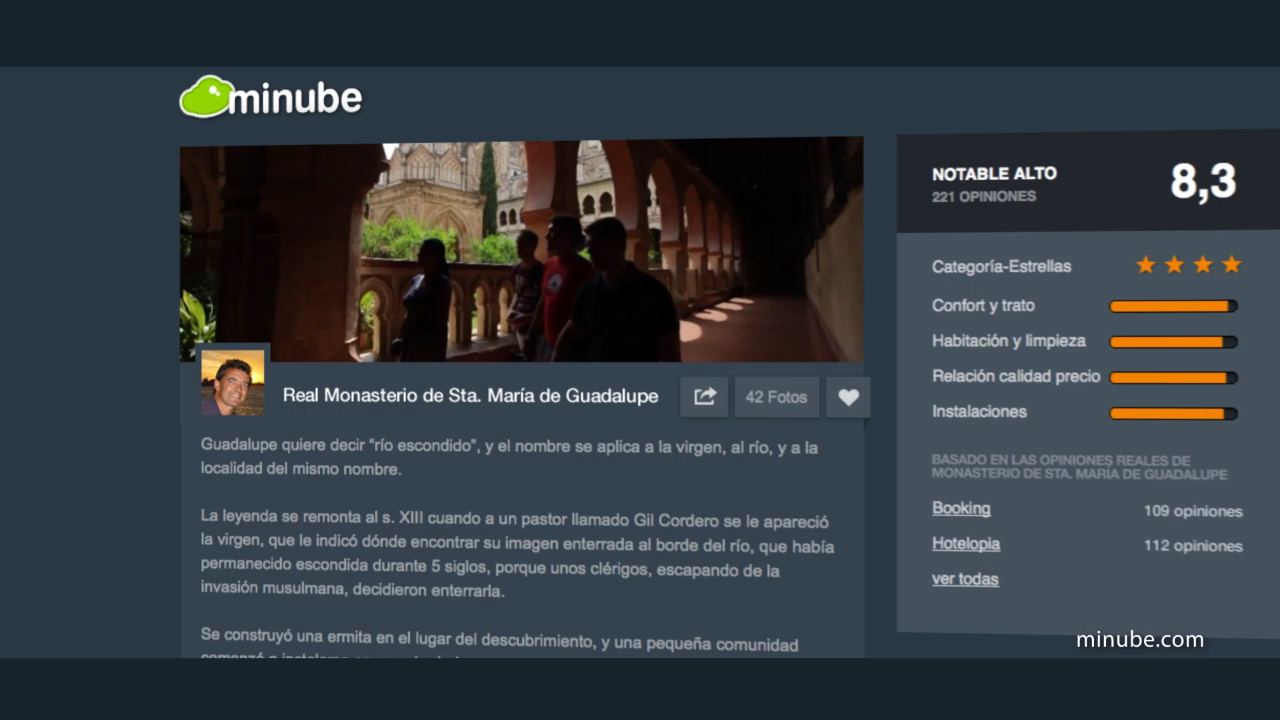 minube
NOTABLE ALTO
221 OPINIONES
8,3
Categoría-Estrellas
Confort y trato
Habitación y limpieza
Relación calidad precio
Instalaciones
BASADO EN LAS OPINIONES REALES DE
MONASTERIO DE STA. MARÍA DE GUADALUPE
Booking 109 opiniones
Hotelopia 112 opiniones
ver todas
Real Monasterio de Sta. María de Guadalupe
42 Fotos
Guadalupe quiere decir “río escondido”, y el nombre se aplica a la virgen, al río, y a la
localidad del mismo nombre.
La leyenda se remonta al s. XIII cuando a un pastor llamado Gil Cordero se le apareció
la virgen, que le indicó dónde encontrar su imagen enterrada al borde del río, que había
permanecido escondida durante 5 siglos, porque unos clérigos, escapando de la
invasión musulmana, decidieron enterrarla.
Se construyó una ermita en el lugar del descubrimiento, y una pequeña comunidad
minube.com